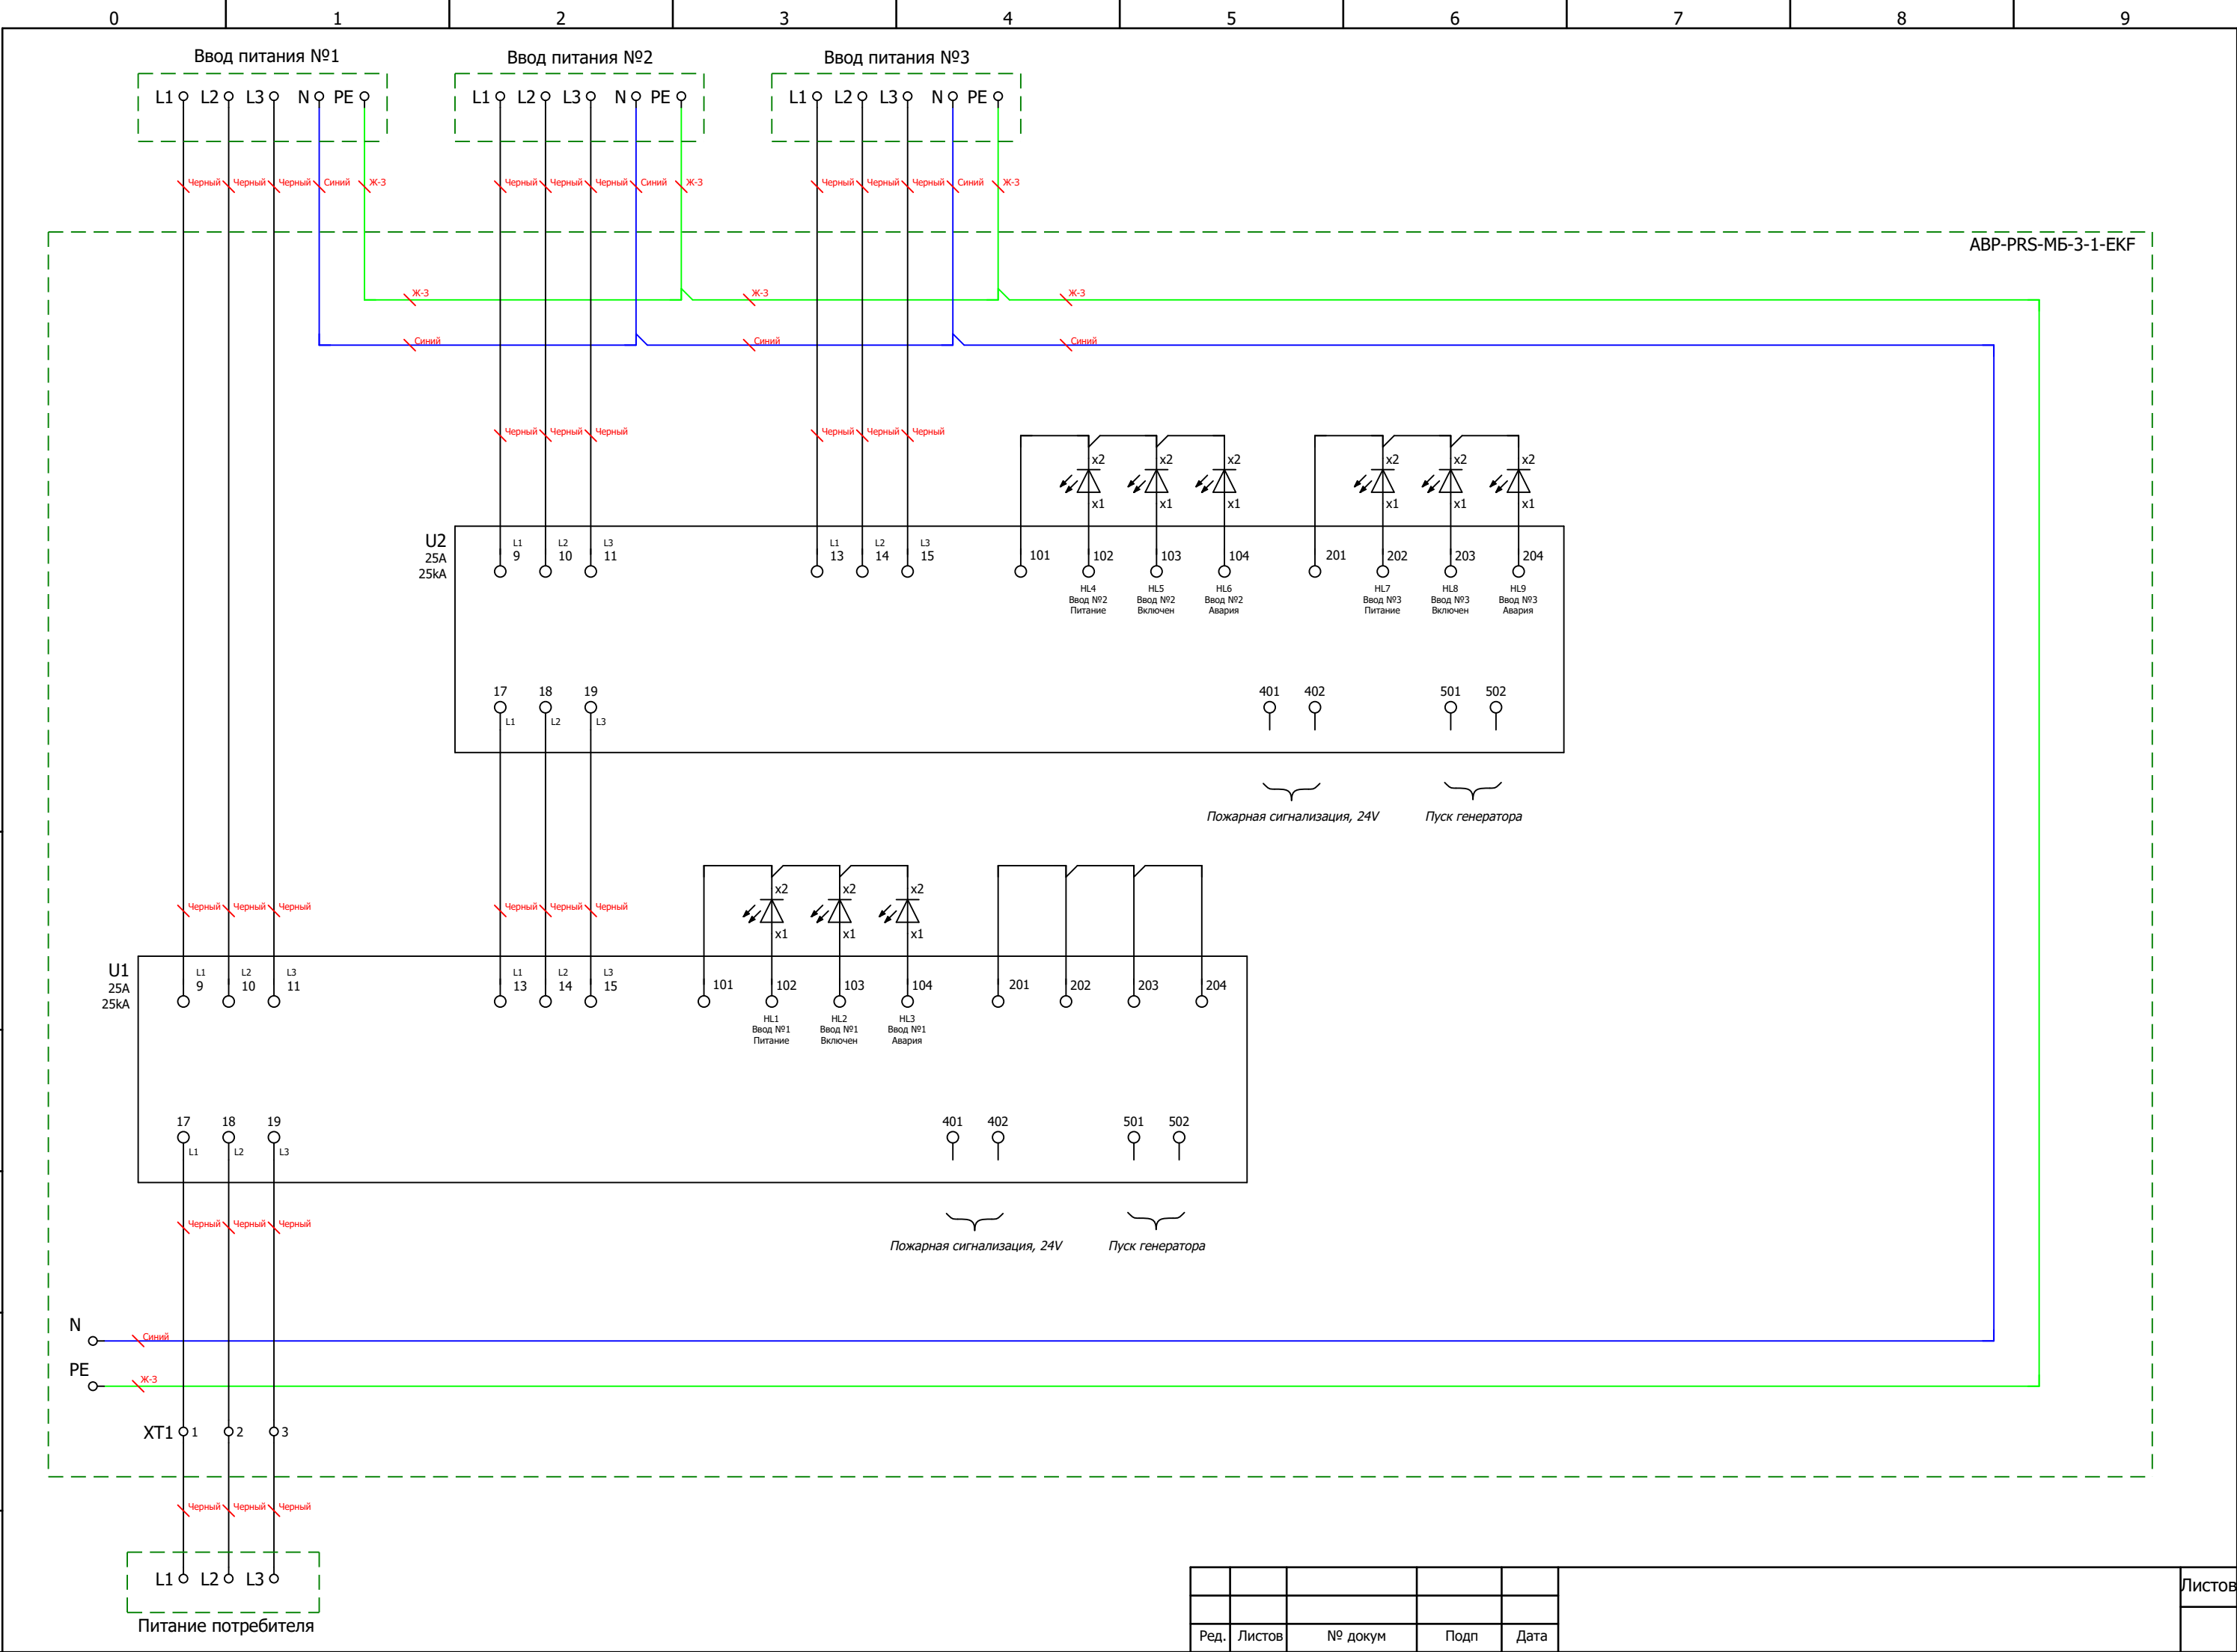 0 1 2 3 4 5 6 7 8 9
Ввод питания №1 Ввод питания №2 Ввод питания №3
L1 L2 L3 N PE L1 L2 L3 N PE L1 L2 L3 N PE
Черный Черный Черный Синий Ж-З Черный Черный Черный Синий Ж-З Черный Черный Черный Синий Ж-З
АВР-PRS-МБ-3-1-EKF
Ж-З Ж-З Ж-З
Синий Синий Синий
Черный Черный Черный Черный Черный Черный
x2 x2 x2 x2 x2 x2
x1 x1 x1 x1 x1 x1
U2
25A
25kA
L1 L2 L3 L1 L2 L3
9 10 11 13 14 15 101 102 103 104 201 202 203 204
HL4 HL5 HL6 HL7 HL8 HL9
Ввод №2 Ввод №2 Ввод №2 Ввод №3 Ввод №3 Ввод №3
Питание Включен Авария Питание Включен Авария
17 18 19 401 402 501 502
L1 L2 L3
Пожарная сигнализация, 24V Пуск генератора
x2 x2 x2
Черный Черный Черный Черный Черный Черный
x1 x1 x1
U1
25A
25kA
L1 L2 L3 L1 L2 L3
9 10 11 13 14 15 101 102 103 104 201 202 203 204
HL1 HL2 HL3
Ввод №1 Ввод №1 Ввод №1
Питание Включен Авария
17 18 19 401 402 501 502
L1 L2 L3
Черный Черный Черный
Пожарная сигнализация, 24V Пуск генератора
N
Синий
PE
Ж-З
XT1 1 2 3
Черный Черный Черный
L1 L2 L3
Питание потребителя
Листов
Ред. Листов № докум Подп Дата